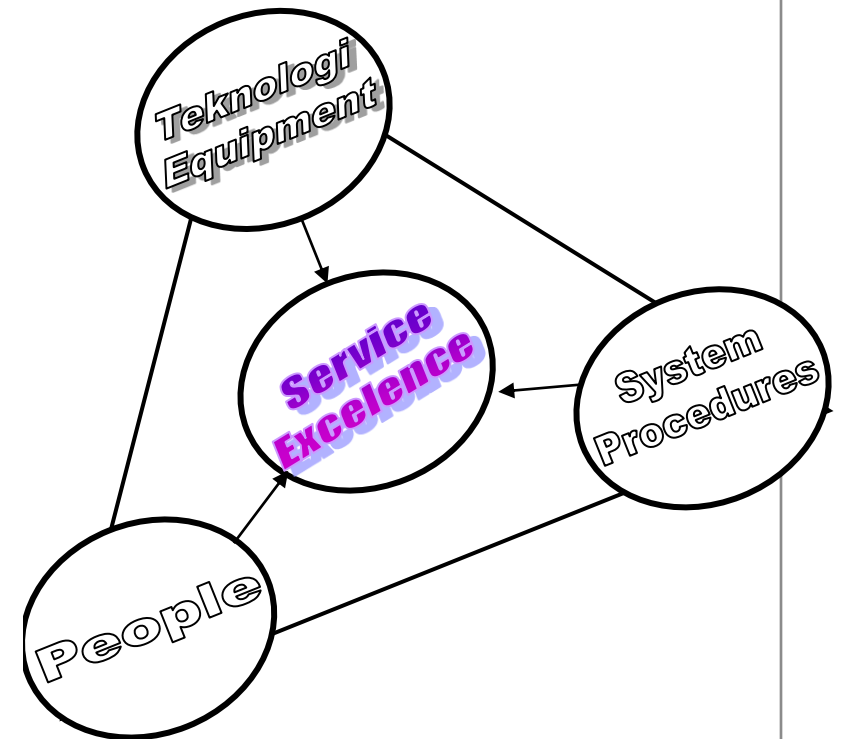 Teknologi
Equipment
Service
Excelence
System
Procedures
People